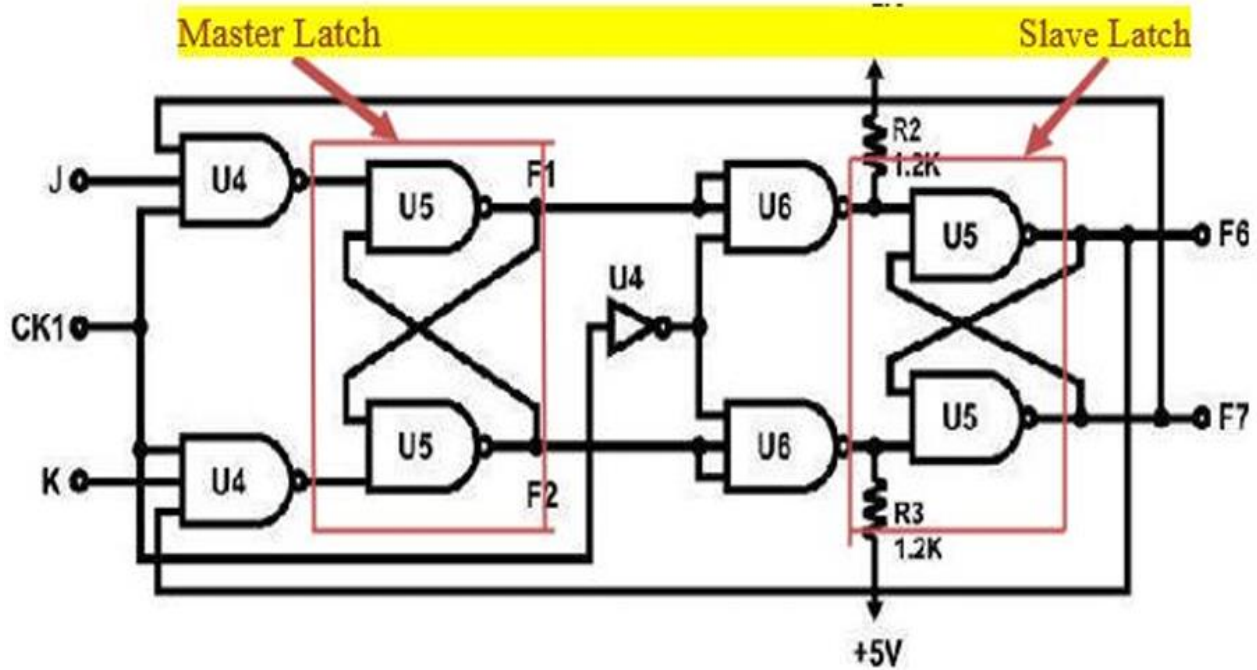 Master Latch
Slave Latch
R2
1.2K
J
U4
U5
F1
U6
U5
F6
U4
CK1
K
U4
U5
F2
U6
U5
F7
R3
1.2K
+5V